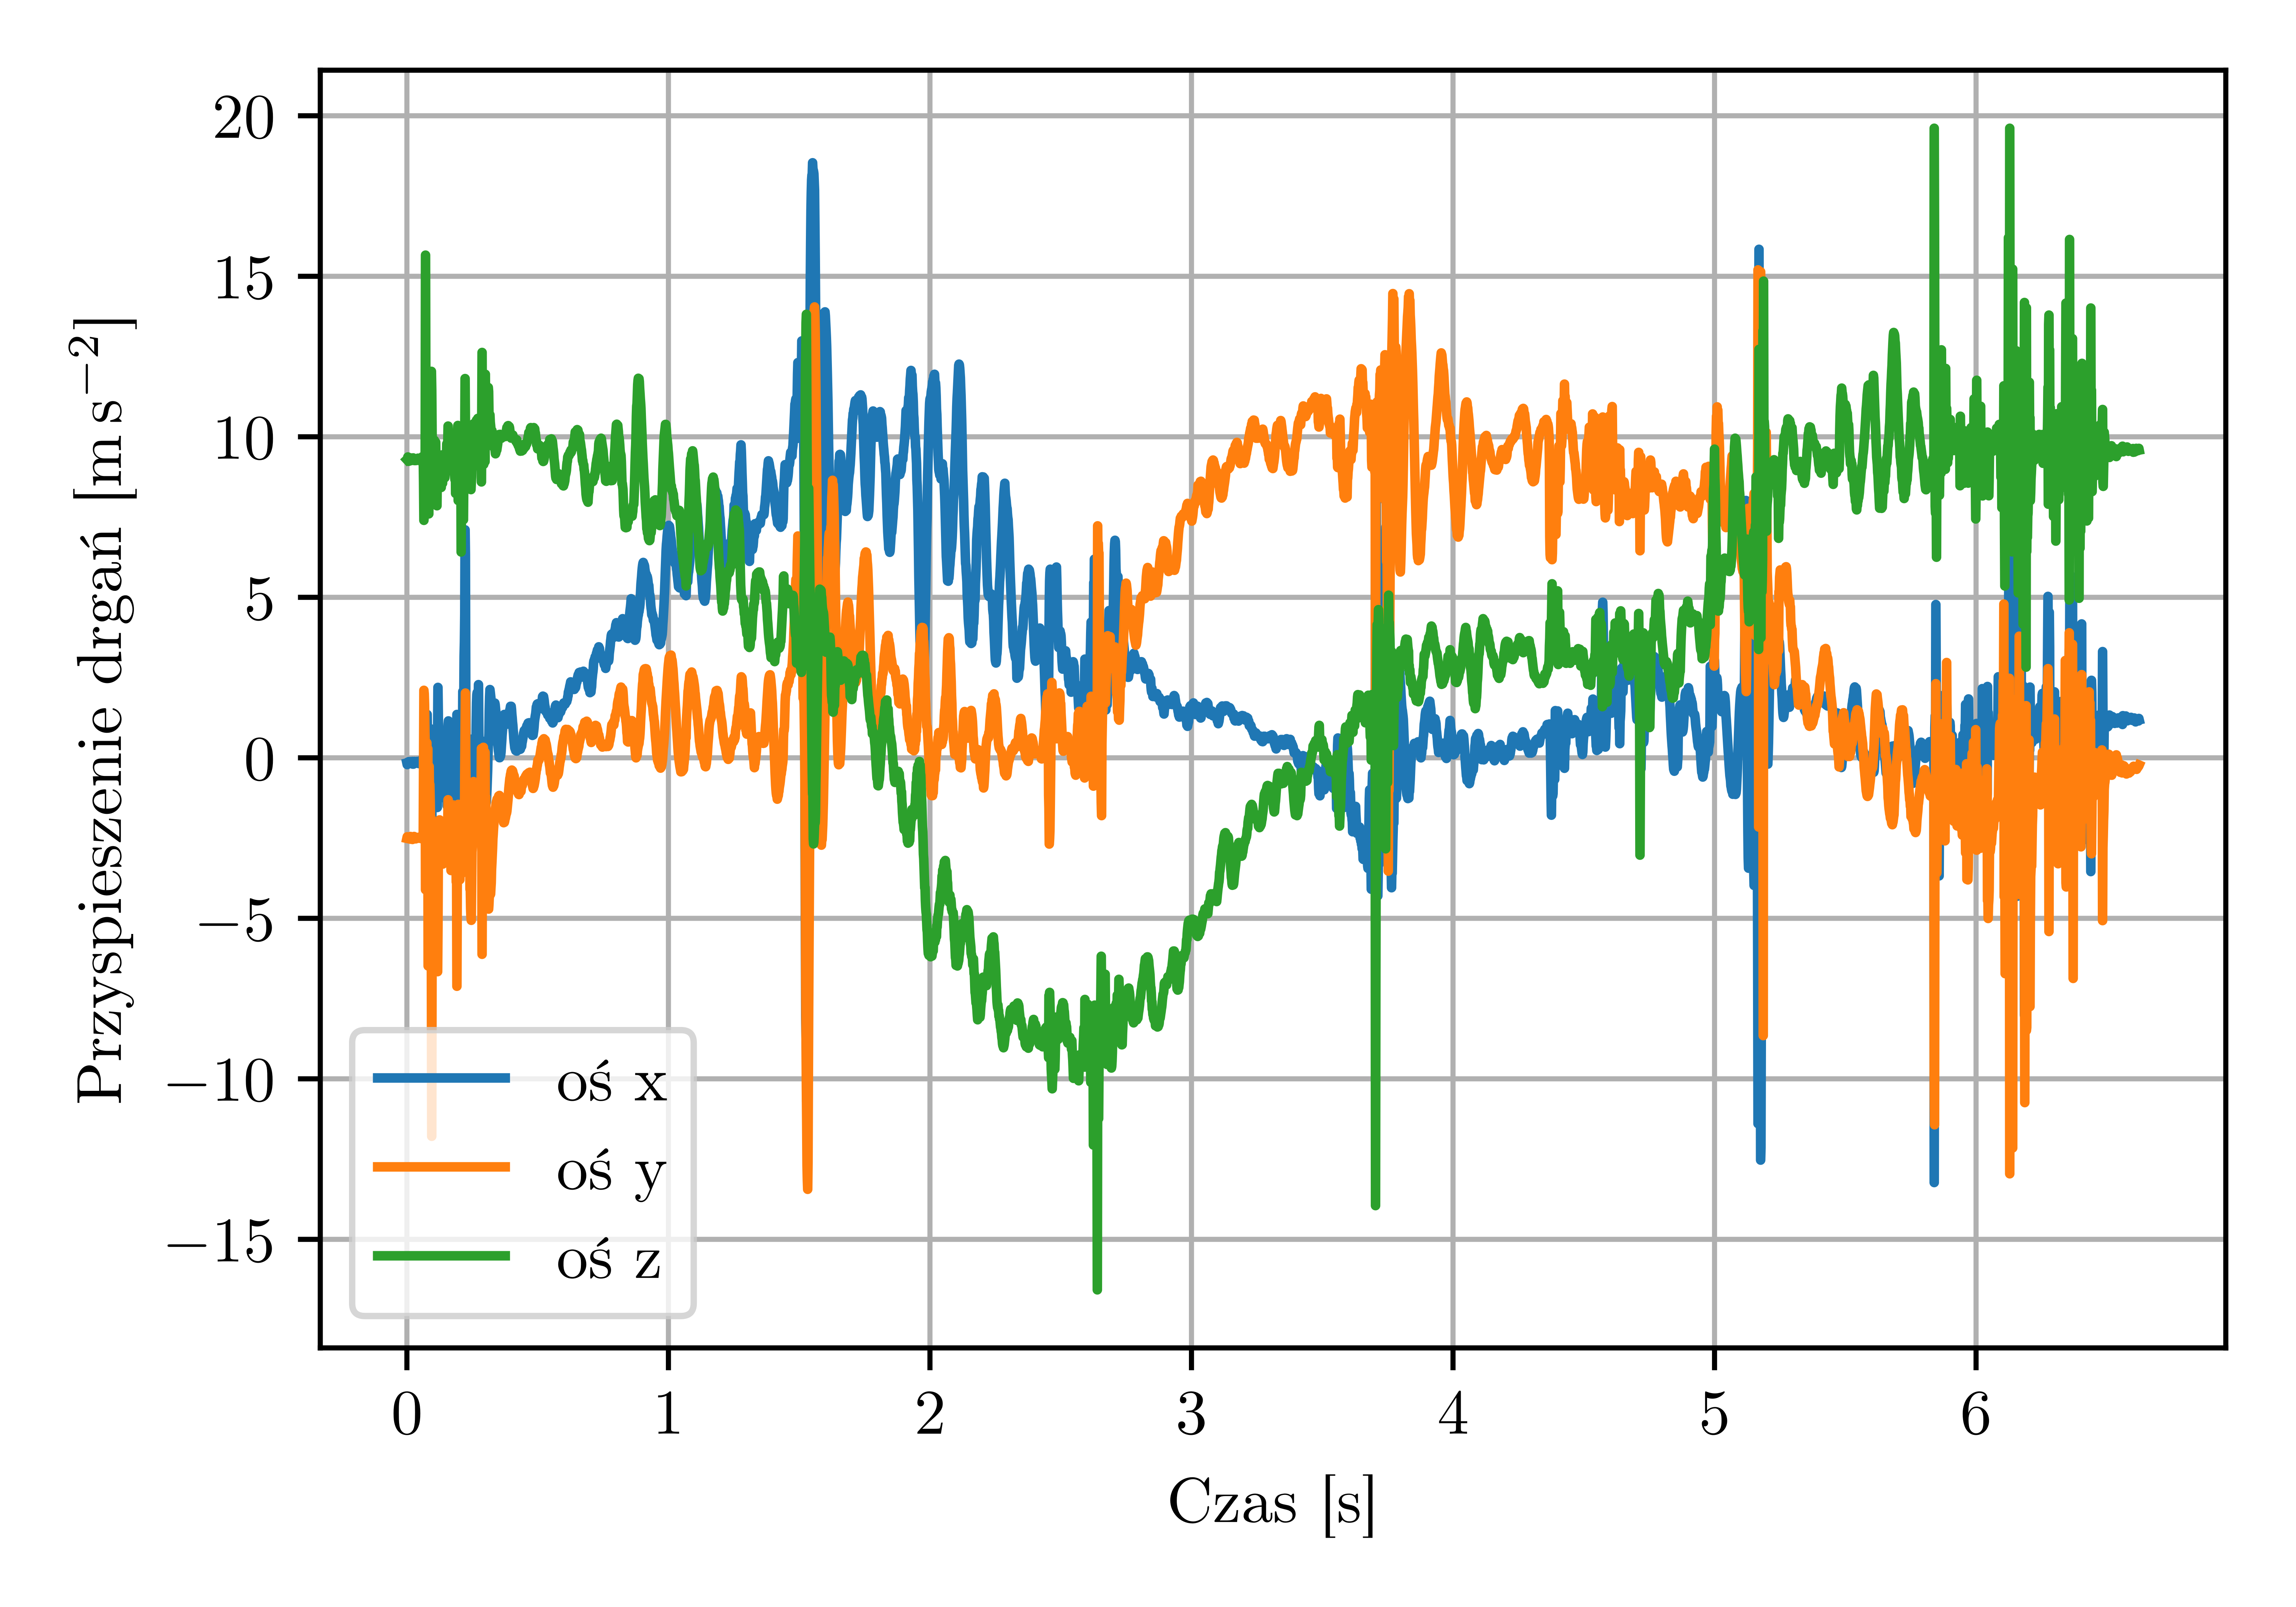 20
15
10
5
0
−5
−10
−15
Przyspieszenie drgań [m s−2]
oś x
oś y
oś z
0 1 2 3 4 5 6
Czas [s]